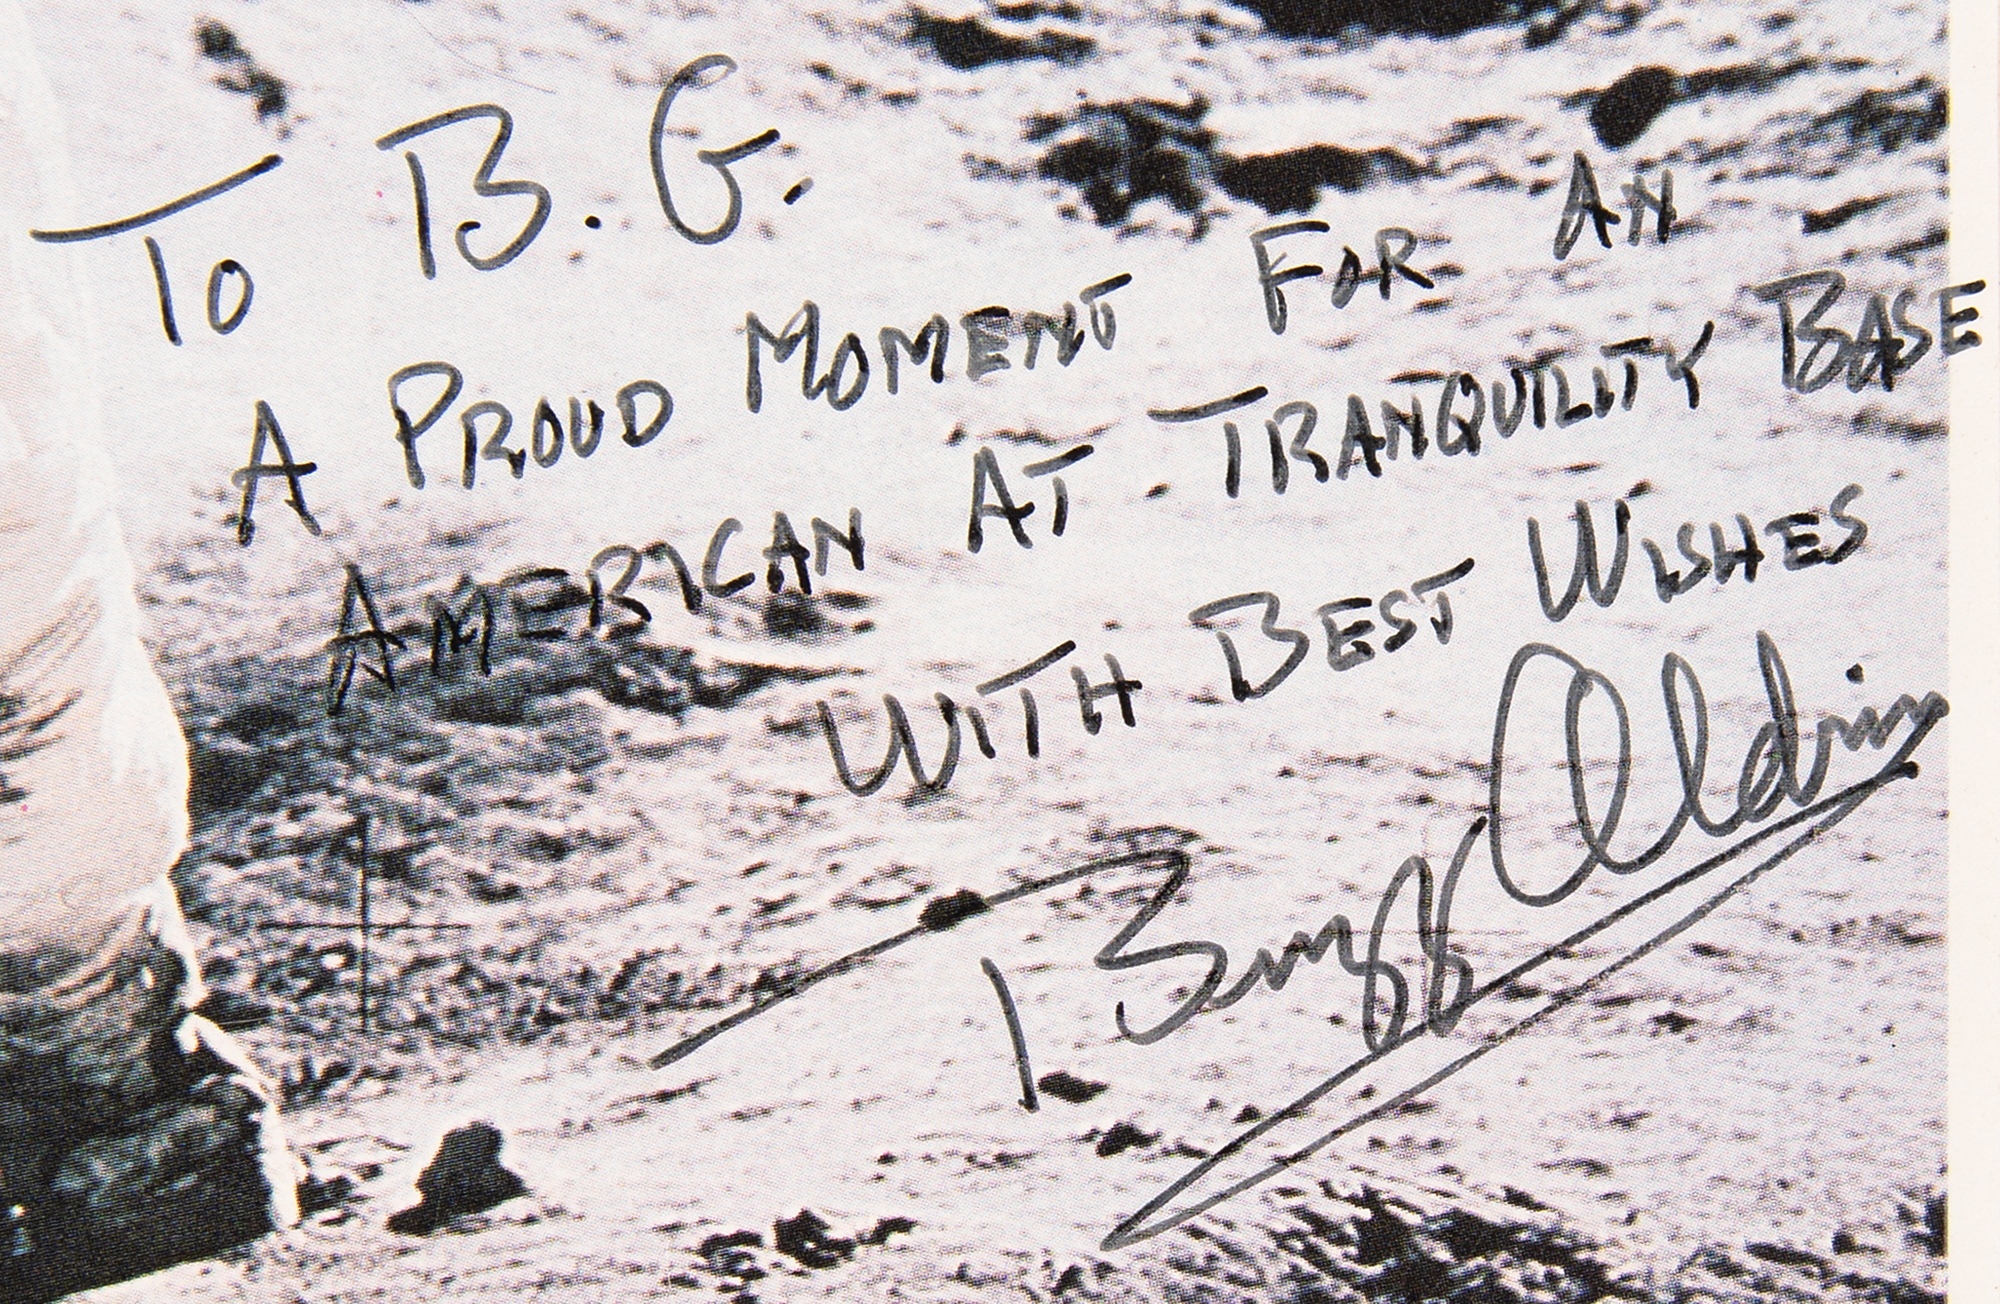 To B. G.
A PROUD MOMENT FOR AN
AMERICAN AT TRANQUILITY BASE
WITH BEST WISHES
Buzz Aldrin